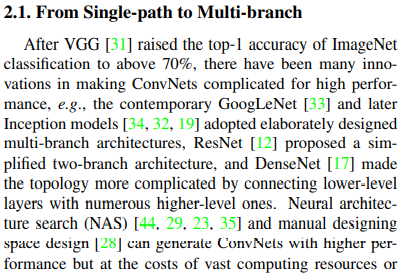 2.1. From Single-path to Multi-branch
After VGG [31] raised the top-1 accuracy of ImageNet
classification to above 70%, there have been many inno-
vations in making ConvNets complicated for high perfor-
mance, e.g., the contemporary GoogLeNet [33] and later
Inception models [34, 32, 19] adopted elaborately designed
multi-branch architectures, ResNet [12] proposed a sim-
plified two-branch architecture, and DenseNet [17] made
the topology more complicated by connecting lower-level
layers with numerous higher-level ones. Neural architec-
ture search (NAS) [44, 29, 23, 35] and manual designing
space design [28] can generate ConvNets with higher per-
formance but at the costs of vast computing resources or